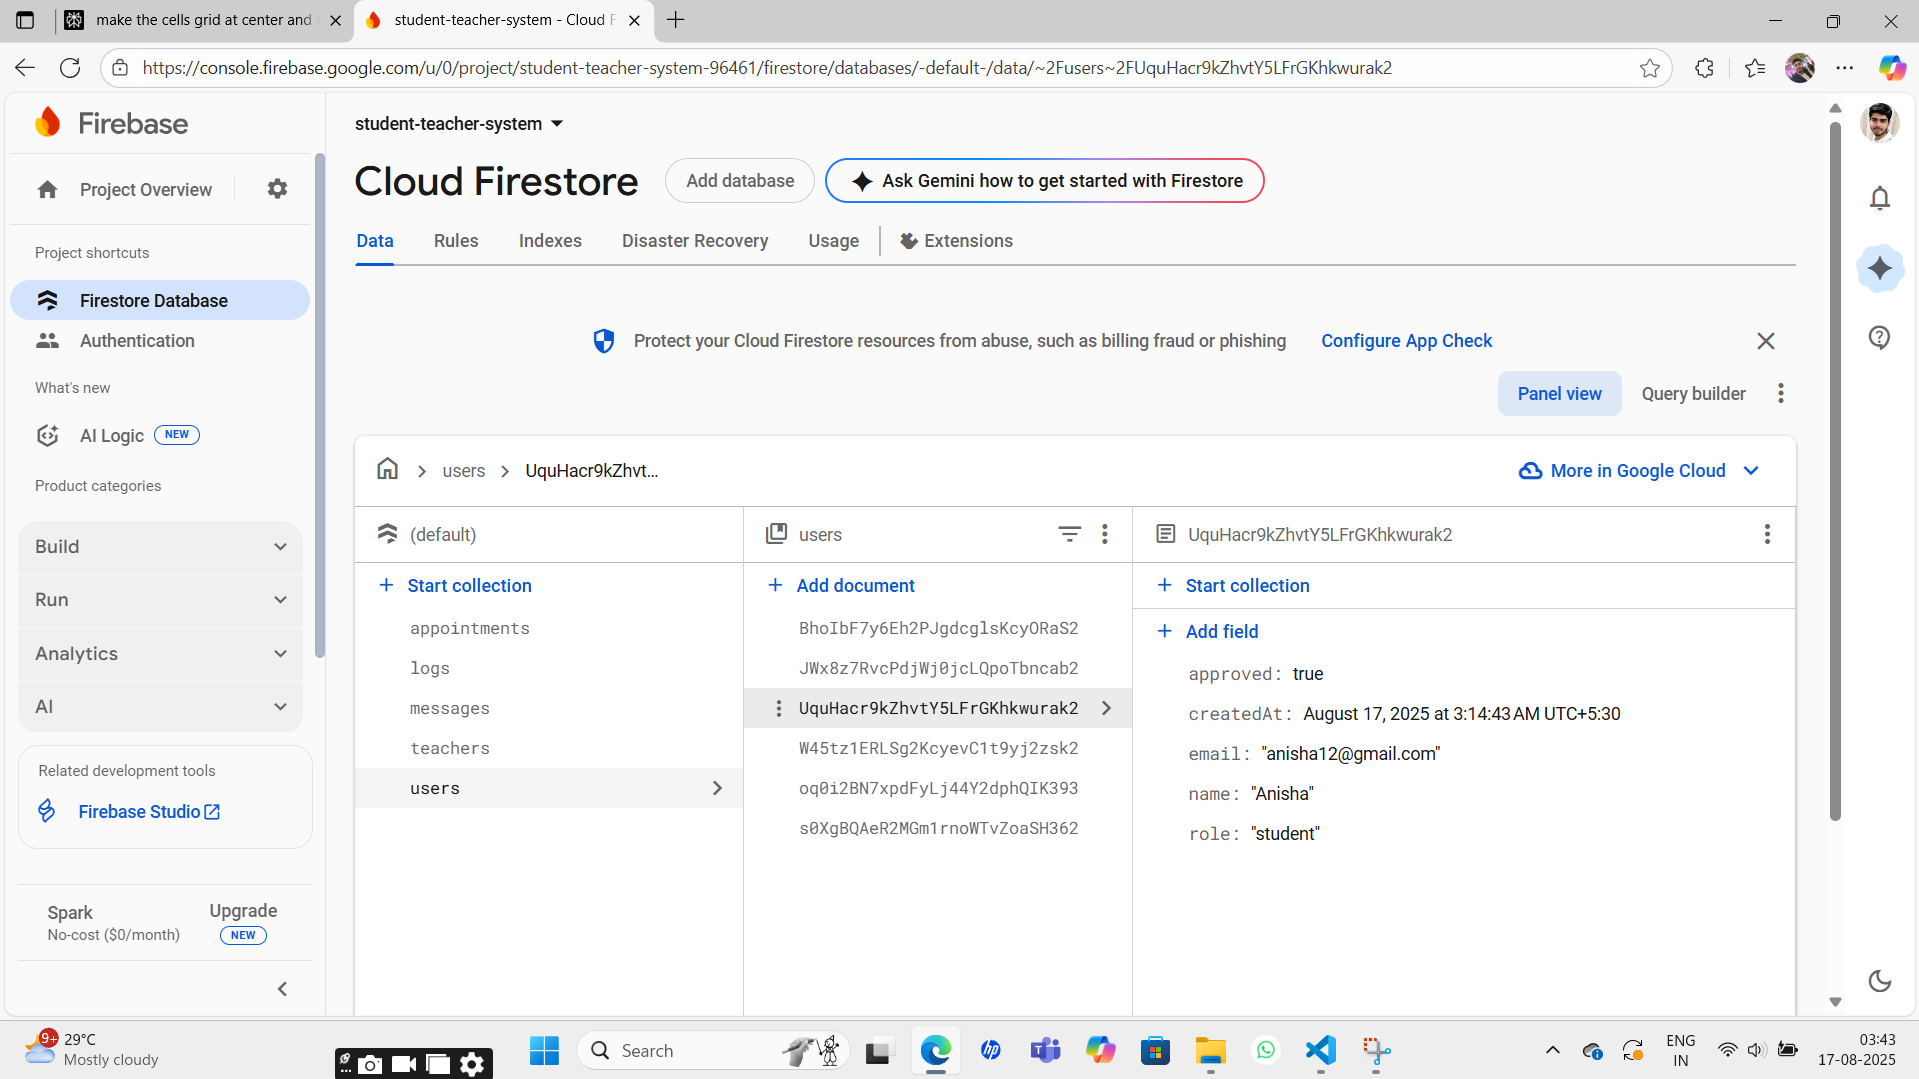 make the cells grid at center and
student-teacher-system - Cloud F
https://console.firebase.google.com/u/0/project/student-teacher-system-96461/firestore/databases/-default-/data/~2Fusers~2FUquHacr9kZhvtY5LFrGKhkwurak2
Firebase
Project Overview
Project shortcuts
Firestore Database
Authentication
What's new
AI Logic NEW
Product categories
Build
Run
Analytics
AI
Related development tools
Firebase Studio
Spark
No-cost ($0/month)
Upgrade
NEW
student-teacher-system
Cloud Firestore
Add database
Ask Gemini how to get started with Firestore
Data Rules Indexes Disaster Recovery Usage Extensions
Protect your Cloud Firestore resources from abuse, such as billing fraud or phishing Configure App Check
Panel view Query builder
users UquHacr9kZhvt...
More in Google Cloud
(default)
Start collection
appointments
logs
messages
teachers
users
users
Add document
BhoIbF7y6Eh2PJgdcglsKcyORaS2
JWx8z7RvcPdjWj0jcLQpoTbncab2
UquHacr9kZhvtY5LFrGKhkwurak2
W45tz1ERLSg2KcyevC1t9yj2zsk2
oq0i2BN7xpdFyLj44Y2dphQIK393
s0XgBQAeR2MGm1rnoWTvZoaSH362
UquHacr9kZhvtY5LFrGKhkwurak2
Start collection
Add field
approved: true
createdAt: August 17, 2025 at 3:14:43 AM UTC+5:30
email: "anisha12@gmail.com"
name: "Anisha"
role: "student"
9+
29°C
Mostly cloudy
Search
hp
ENG
IN
03:43
17-08-2025